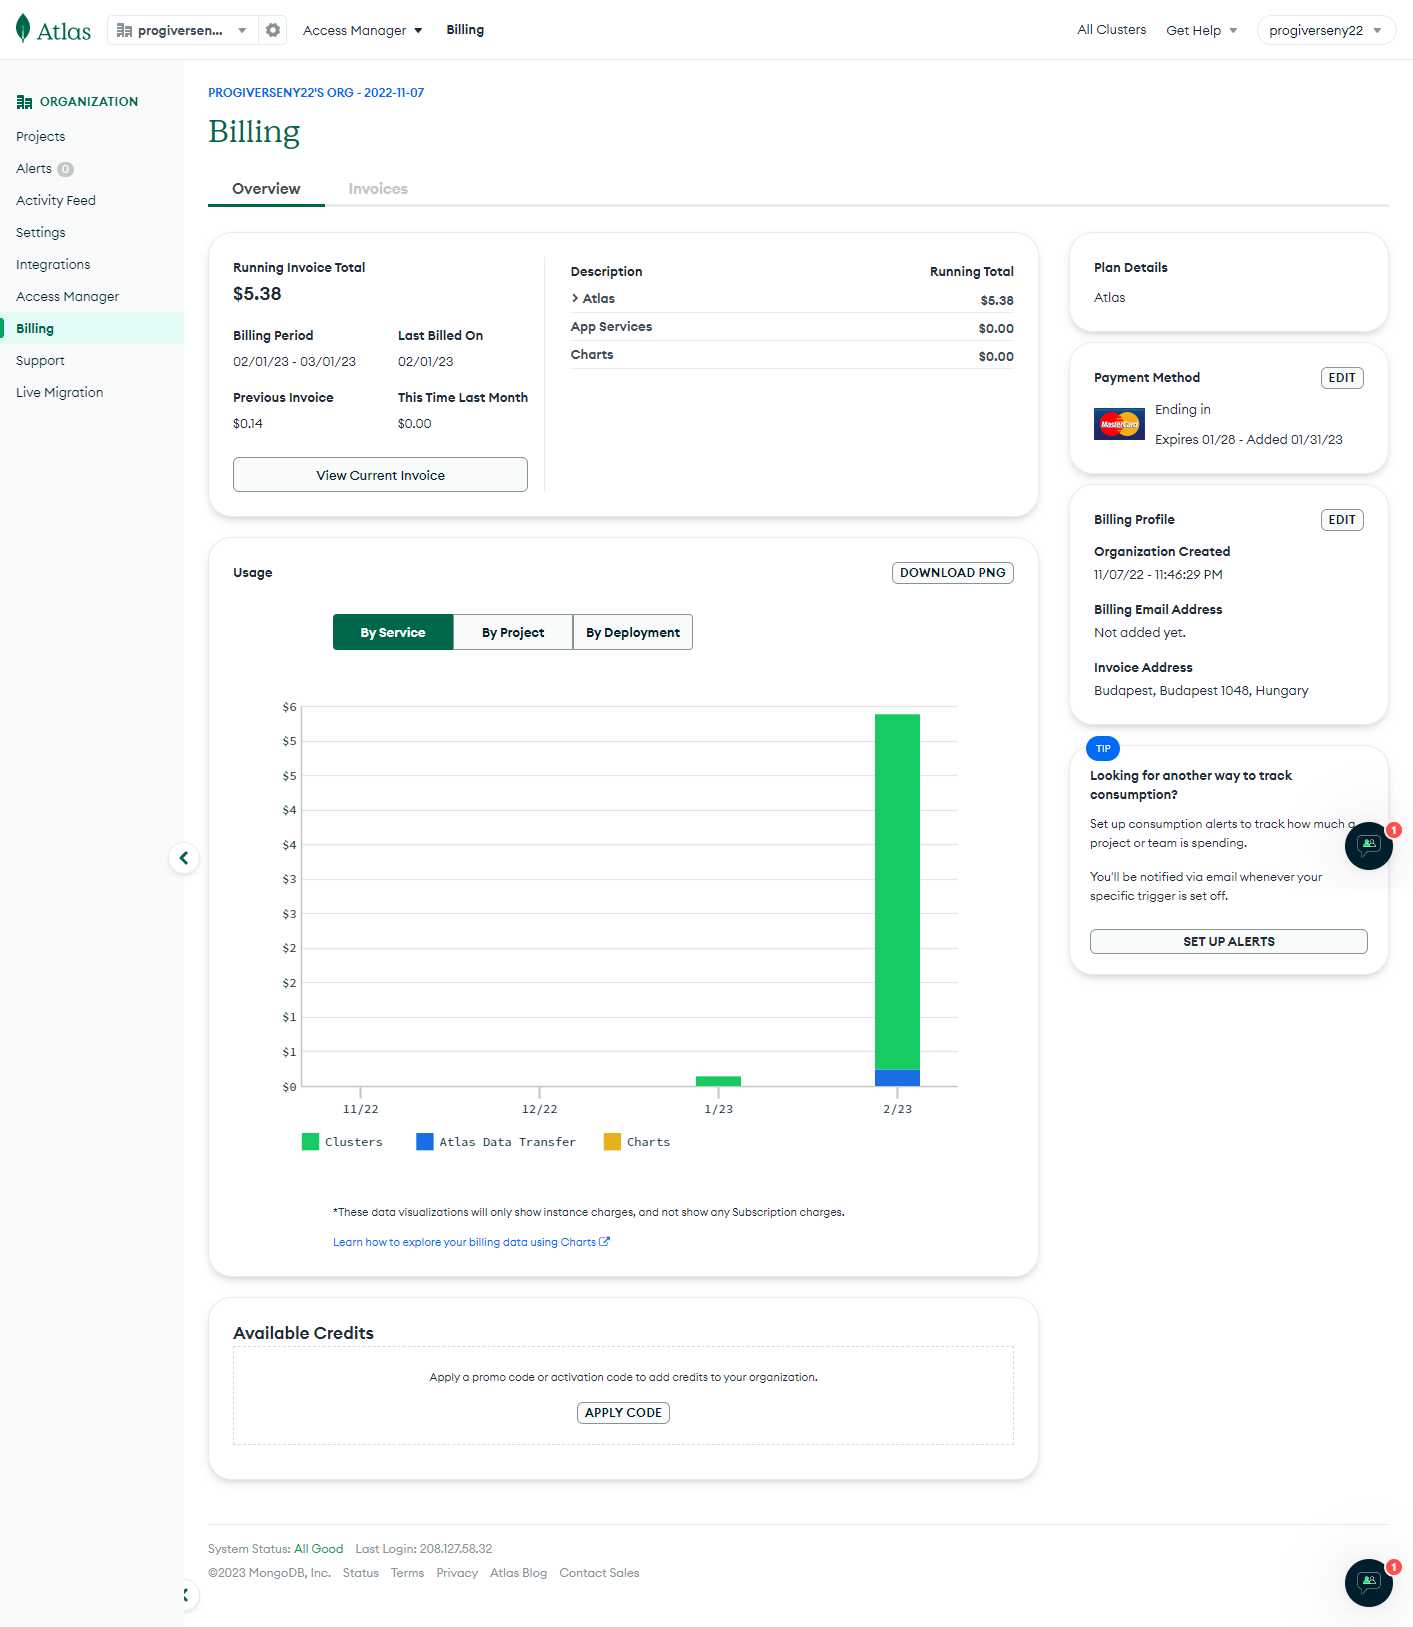 Atlas
progiversen...
Access Manager
Billing
All Clusters
Get Help
progiverseny22
ORGANIZATION
Projects
Alerts 0
Activity Feed
Settings
Integrations
Access Manager
Billing
Support
Live Migration
PROGIVERSENY22'S ORG - 2022-11-07
Billing
Overview
Invoices
Running Invoice Total
$5.38
Billing Period
Last Billed On
02/01/23 - 03/01/23
02/01/23
Previous Invoice
This Time Last Month
$0.14
$0.00
View Current Invoice
Description
Running Total
Atlas
$5.38
App Services
$0.00
Charts
$0.00
Plan Details
Atlas
Payment Method
EDIT
MasterCard
Ending in
Expires 01/28 - Added 01/31/23
Billing Profile
EDIT
Organization Created
11/07/22 - 11:46:29 PM
Billing Email Address
Not added yet.
Invoice Address
Budapest, Budapest 1048, Hungary
TIP
Looking for another way to track
consumption?
Set up consumption alerts to track how much a
project or team is spending.
You'll be notified via email whenever your
specific trigger is set off.
SET UP ALERTS
1
Usage
DOWNLOAD PNG
By Service
By Project
By Deployment
$6
$5
$5
$4
$4
$3
$3
$2
$2
$1
$1
$0
11/22
12/22
1/23
2/23
Clusters
Atlas Data Transfer
Charts
*These data visualizations will only show instance charges, and not show any Subscription charges.
Learn how to explore your billing data using Charts
Available Credits
Apply a promo code or activation code to add credits to your organization.
APPLY CODE
System Status: All Good Last Login: 208.127.58.32
©2023 MongoDB, Inc. Status Terms Privacy Atlas Blog Contact Sales
1